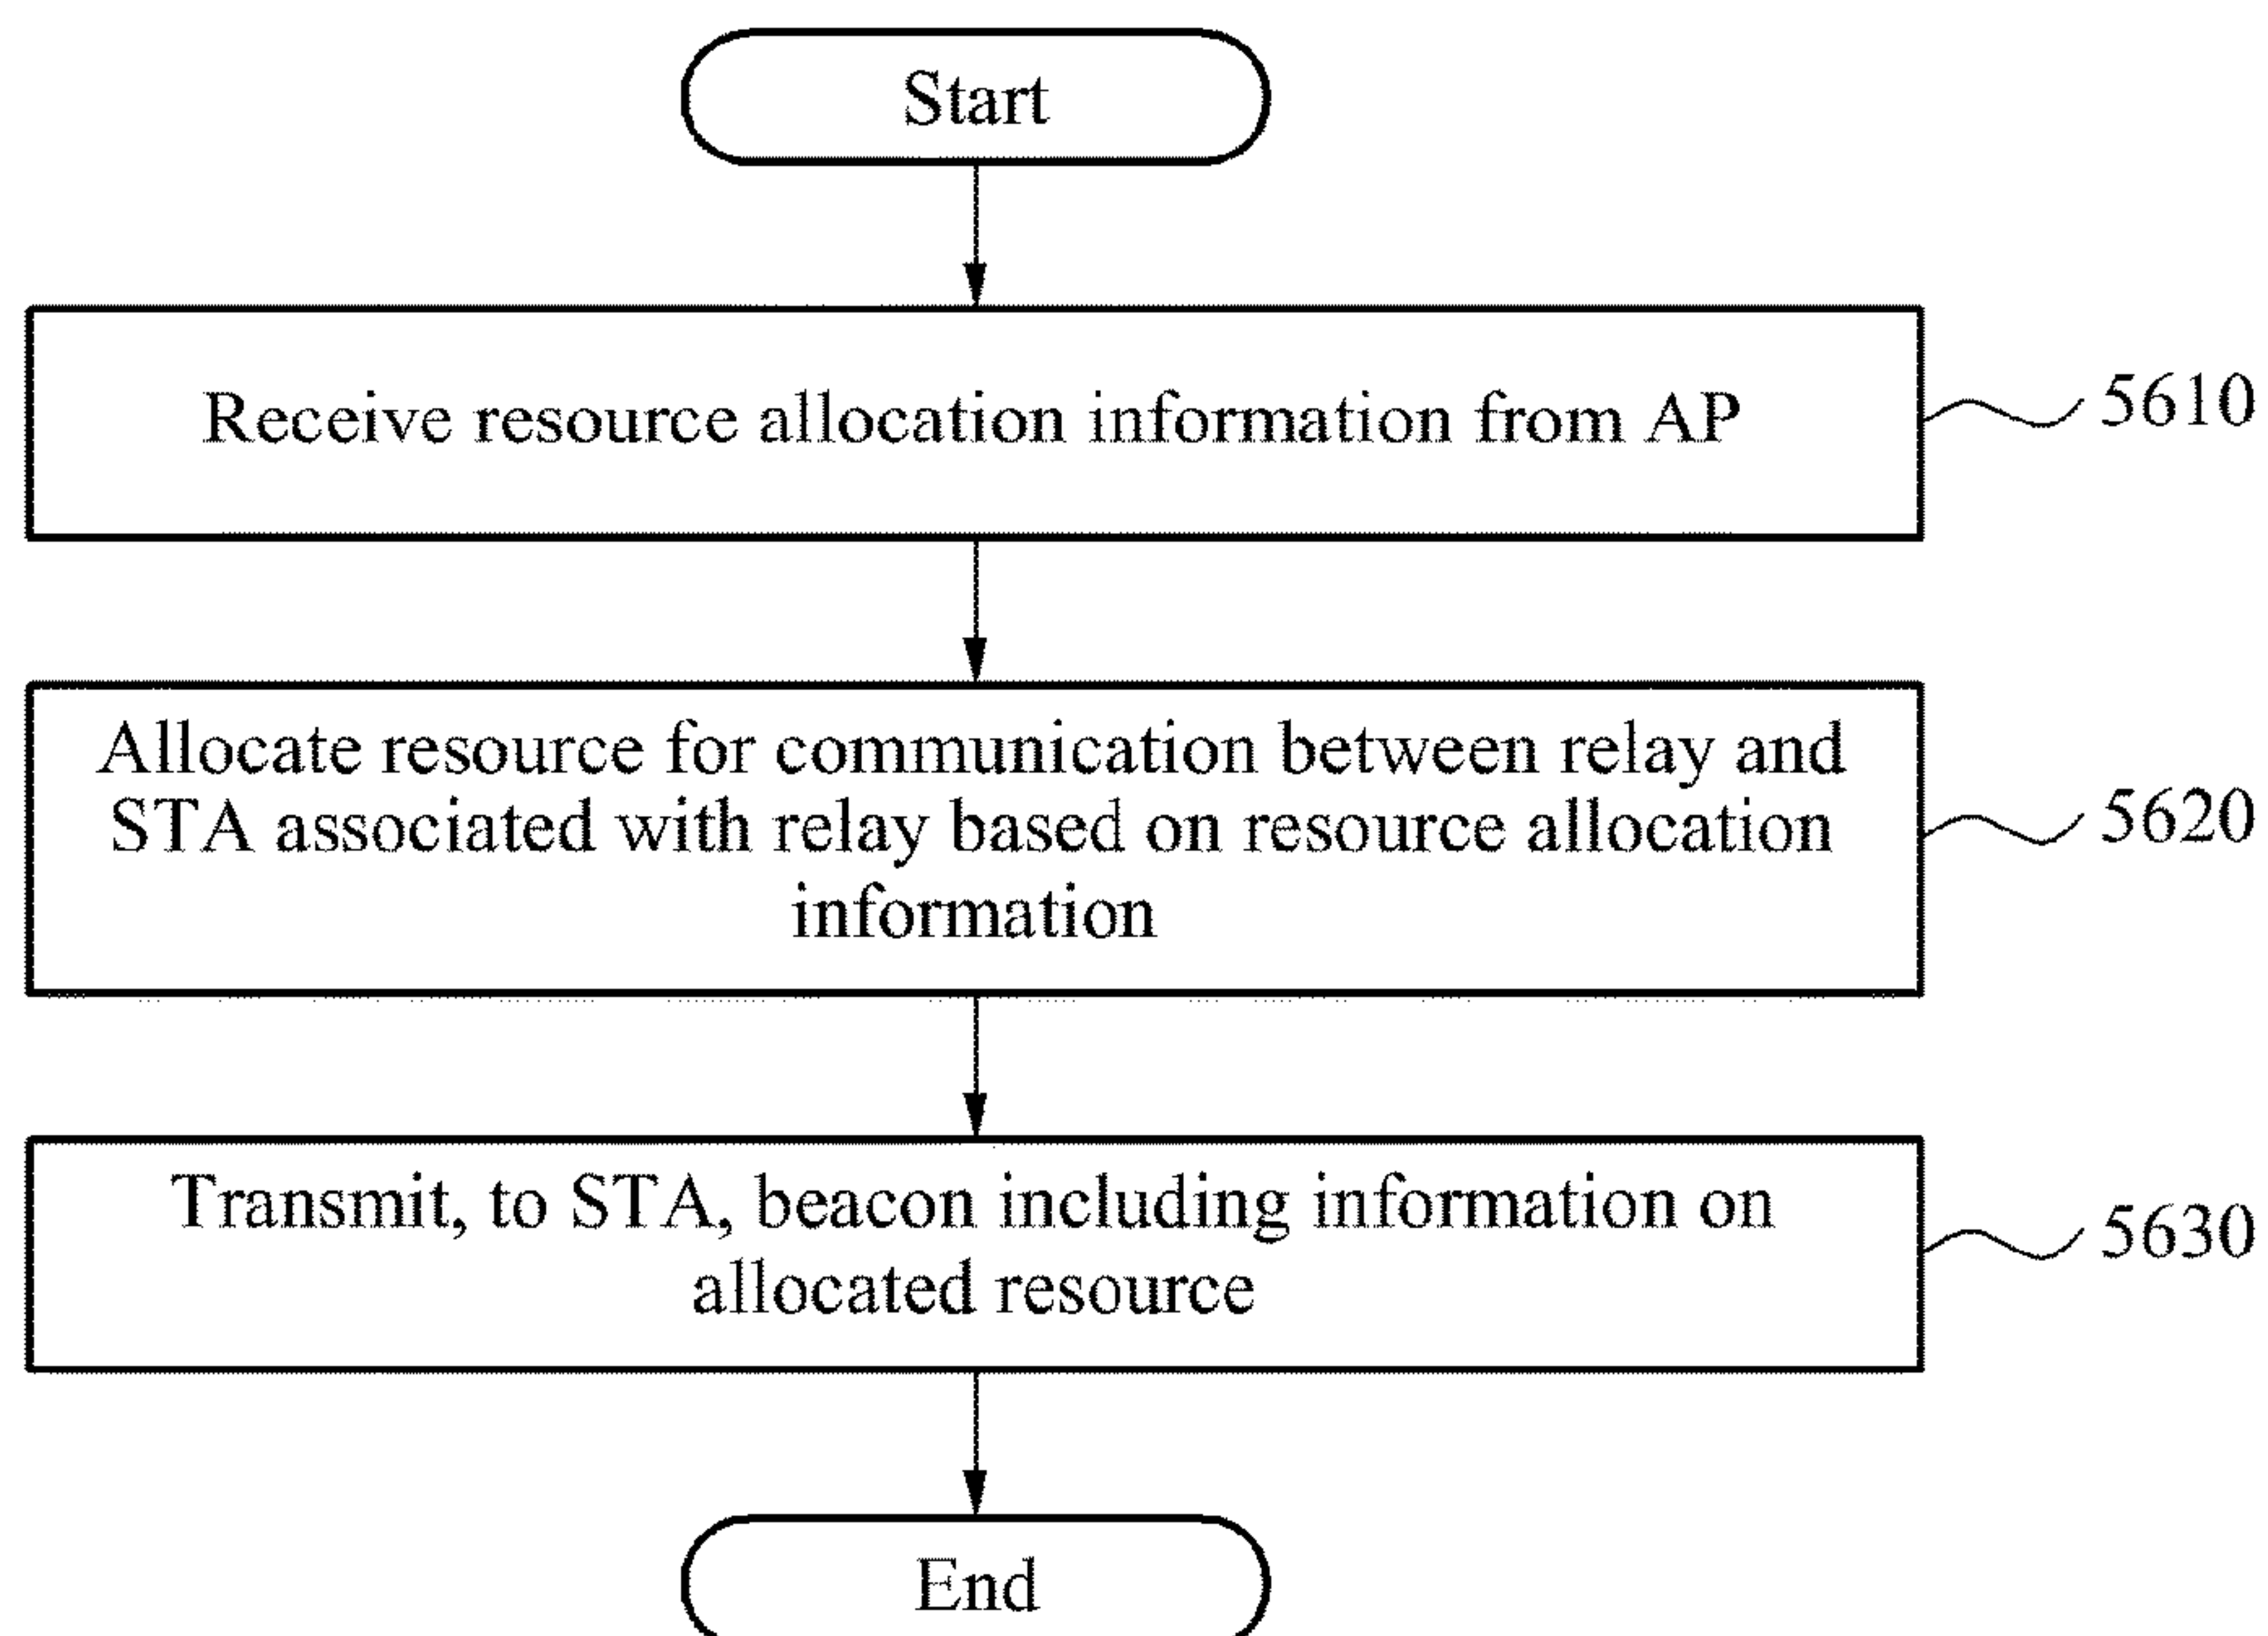 Start
Receive resource allocation information from AP
5610
Allocate resource for communication between relay and
STA associated with relay based on resource allocation
information
5620
Transmit, to STA, beacon including information on
allocated resource
5630
End